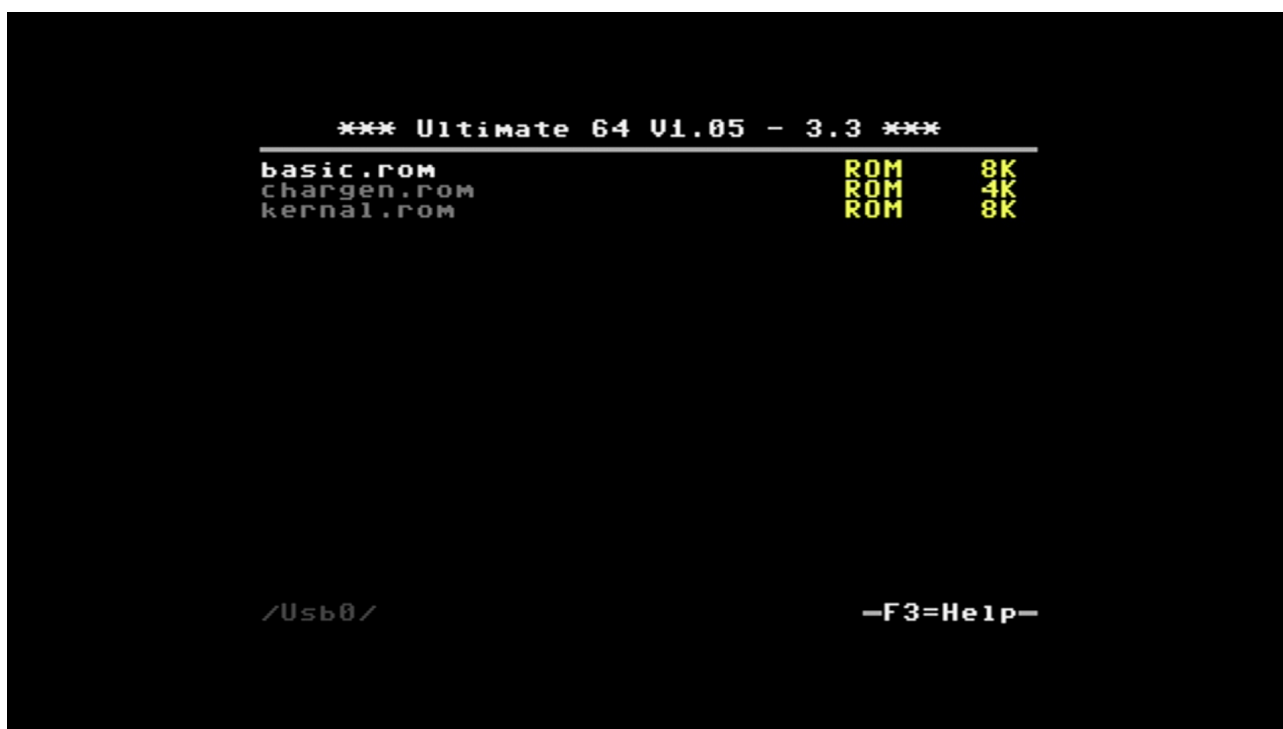 *** Ultimate 64 V1.05 - 3.3 ***
basic.rom ROM 8K
chargen.rom ROM 4K
kernal.rom ROM 8K
/Usb0/ -F3=Help-